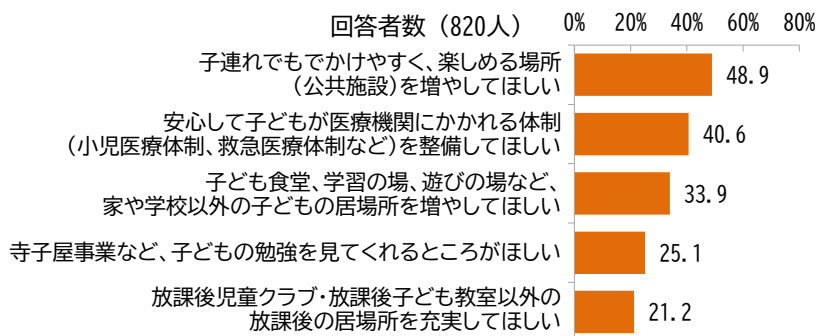 回答者数（820人）
0% 20% 40% 60% 80%
子連れでもでかけやすく、楽しめる場所
（公共施設）を増やしてほしい
48.9
安心して子どもが医療機関にかかれる体制
（小児医療体制、救急医療体制など）を整備してほしい
40.6
子ども食堂、学習の場、遊びの場など、
家や学校以外の子どもの居場所を増やしてほしい
33.9
寺子屋事業など、子どもの勉強を見てくれるところがほしい
25.1
放課後児童クラブ・放課後子ども教室以外の
放課後の居場所を充実してほしい
21.2